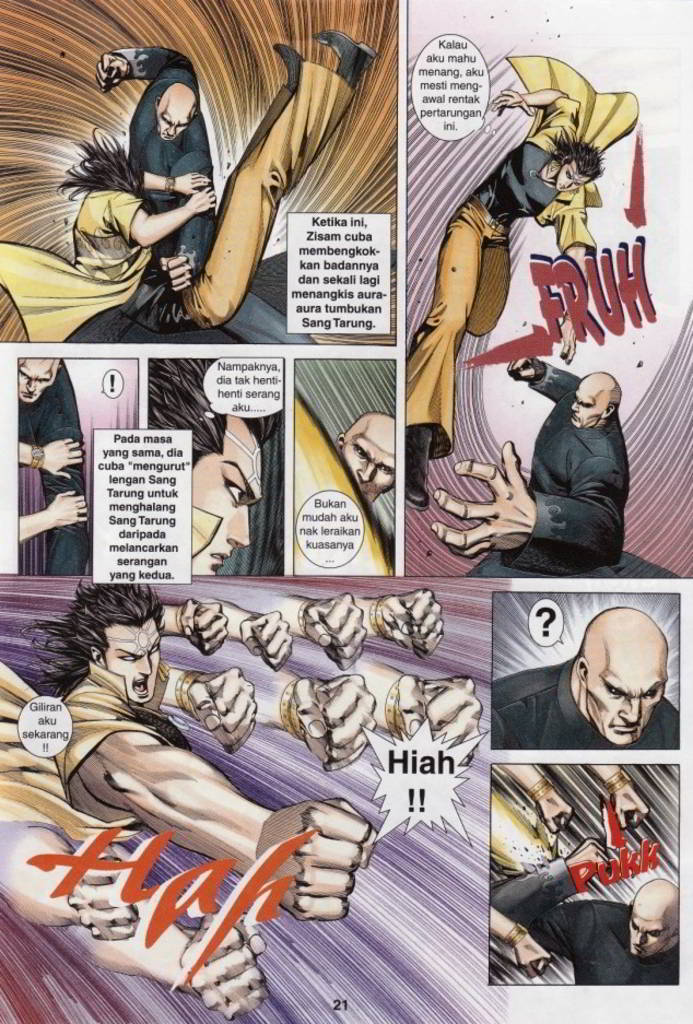 Ketika ini,
Zisam cuba
membengkok-
kan badannya
dan sekali lagi
menangkis aura-
aura tumbukan
Sang Tarung.
Kalau
aku mahu
menang, aku
mesti meng-
awal rentak
pertarungan
ini.
FRUH
!
Pada masa
yang sama, dia
cuba "mengurut"
lengan Sang
Tarung untuk
menghalang
Sang Tarung
daripada
melancarkan
serangan
yang kedua.
Nampaknya,
dia tak henti-
henti serang
aku.....
Bukan
mudah aku
nak leraikan
kuasanya
...
Giliran
aku
sekarang
!!
Hiah
!!
Hah
?
PUKK
21